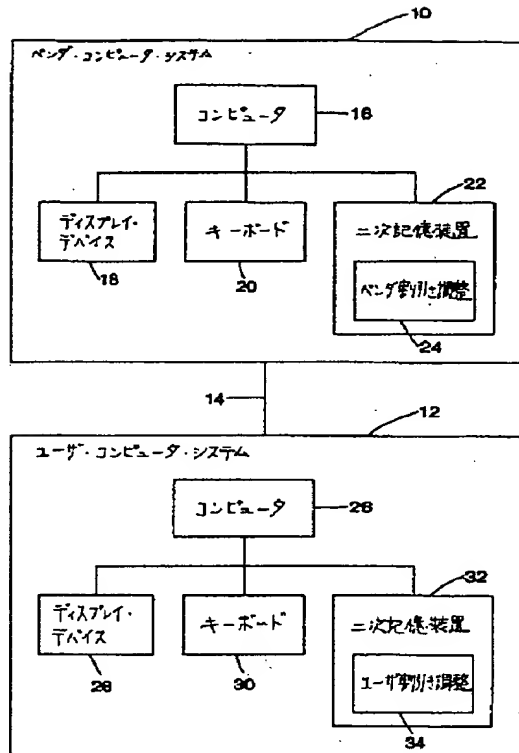 10
ベンダ・コンピュータ・システム
コンピュータ
16
ディスプレイ・
デバイス
18
キーボード
20
22
二次記憶装置
ベンダ割引き調整
24
14
12
ユーザ・コンピュータ・システム
コンピュータ
26
ディスプレイ・
デバイス
28
キーボード
30
32
二次記憶装置
ユーザ割引き調整
34